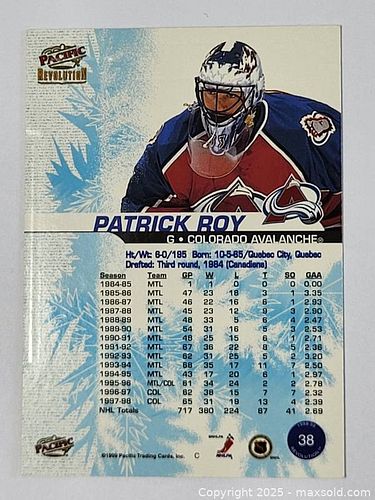 PACIFIC
REVOLUTION
PATRICK ROY
G • COLORADO AVALANCHE®
Ht/Wt: 6-0/195 Born: 10-5-65/Quebec City, Quebec
Drafted: Third round, 1984 (Canadiens)
Season Team GP W L T SO GAA
1984-85 MTL 1 1 0 0 0 0.00
1985-86 MTL 47 23 18 3 1 3.35
1986-87 MTL 46 22 16 6 1 2.93
1987-88 MTL 45 23 12 9 3 2.90
1988-89 MTL 48 33 5 6 4 2.47
1989-90 MTL 54 31 16 5 3 2.53
1990-91 MTL 48 25 15 6 1 2.71
1991-92 MTL 67 36 22 8 5 2.36
1992-93 MTL 62 31 25 5 2 3.20
1993-94 MTL 68 35 17 11 7 2.50
1994-95 MTL 43 17 20 6 1 2.97
1995-96 MTL/COL 61 34 24 2 2 2.78
1996-97 COL 62 38 15 7 7 2.32
1997-98 COL 65 31 19 13 4 2.39
NHL Totals 717 380 224 87 41 2.69
PACIFIC
©1999 Pacific Trading Cards, Inc. C
38
Copyright © 2025 - maxsold.com